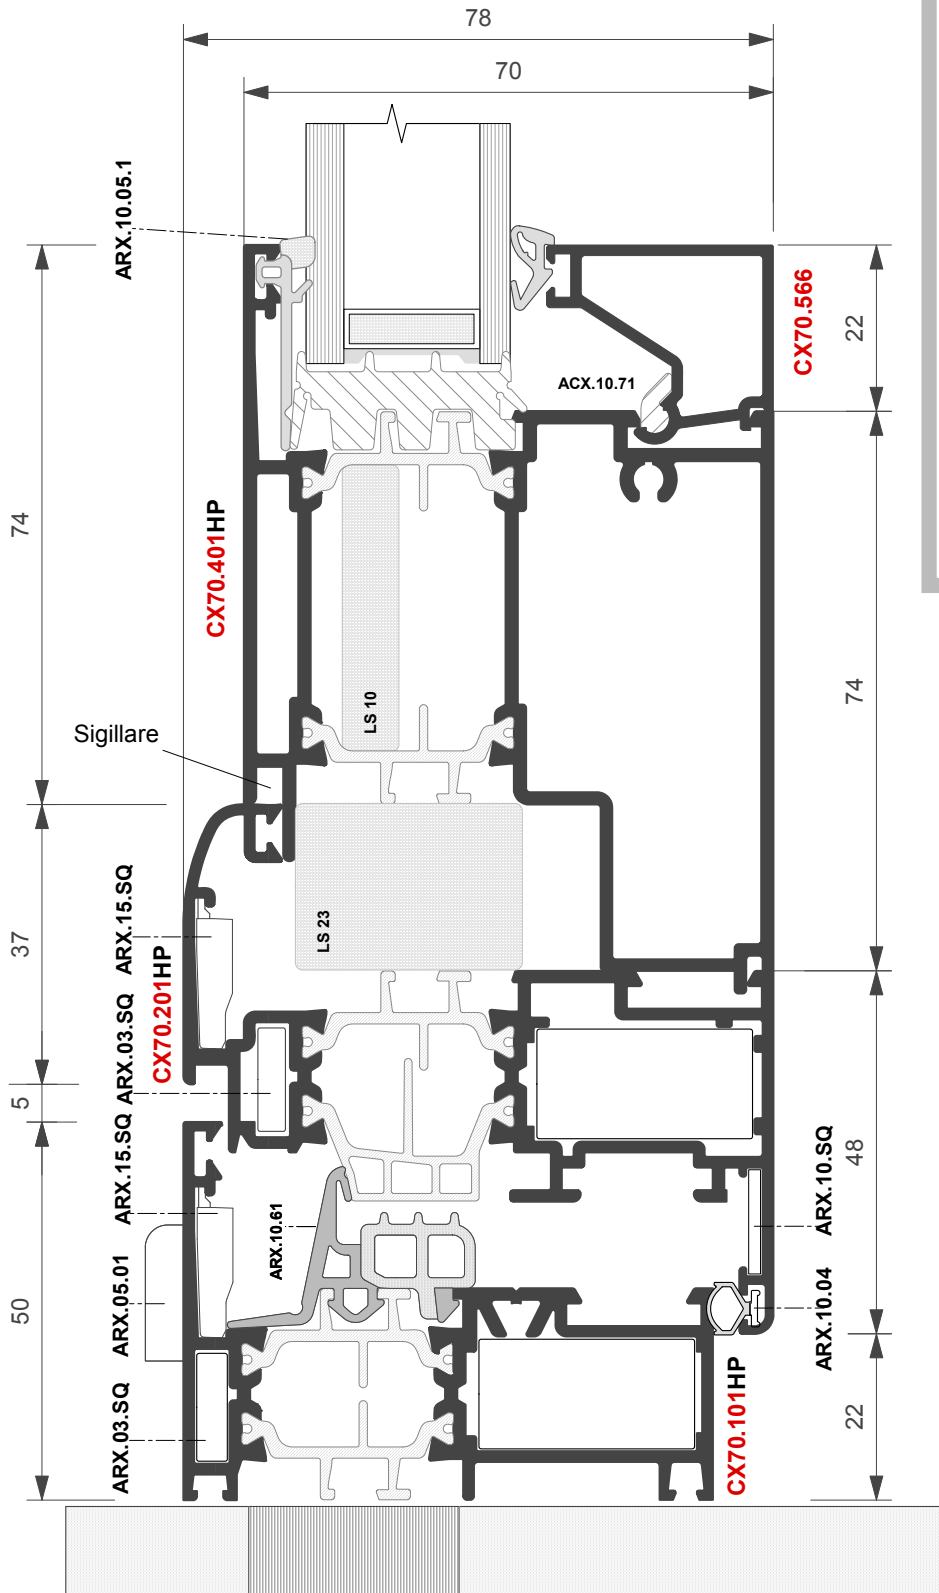 78
70
ARX.10.05.1
CX70.566
22
ACX.10.71
74
CX70.401HP
LS 10
74
Sigillare
ARX.15.SQ
LS 23
37
CX70.201HP
ARX.03.SQ
5
ARX.15.SQ
48
ARX.10.SQ
ARX.10.61
ARX.05.01
50
ARX.10.04
ARX.03.SQ
CX70.101HP
22